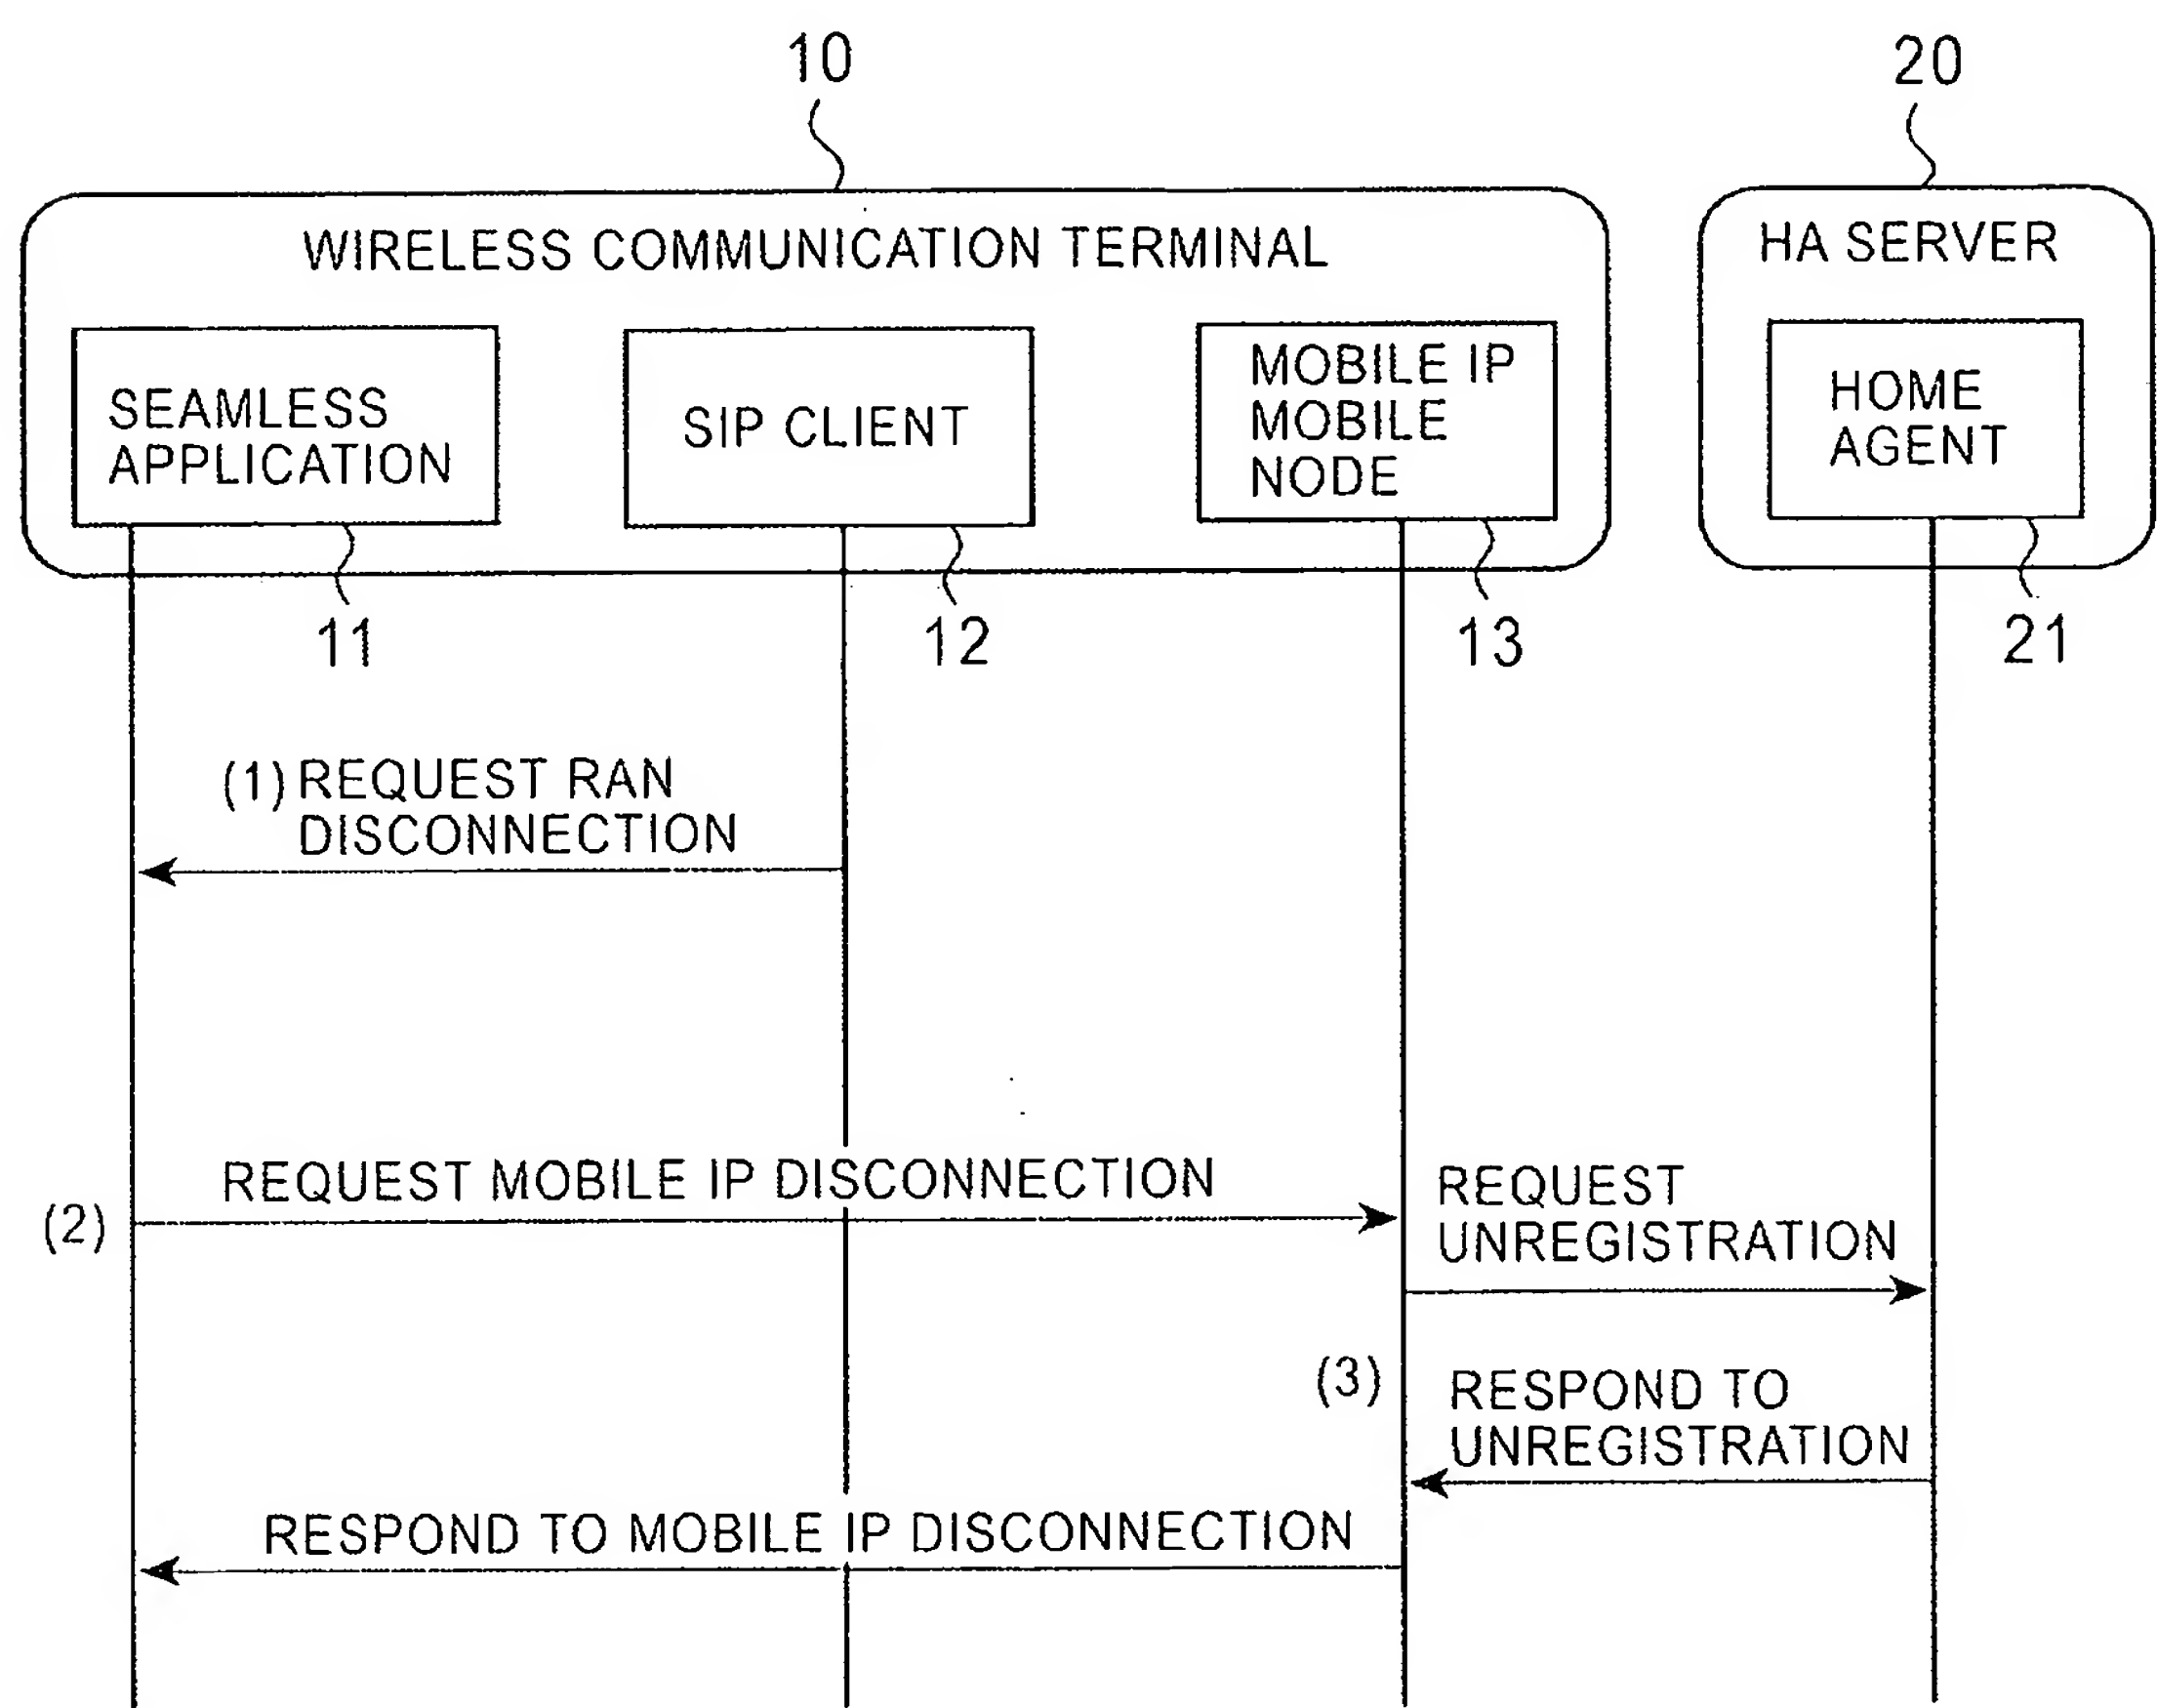 10
20
WIRELESS COMMUNICATION TERMINAL
HA SERVER
SEAMLESS
APPLICATION
SIP CLIENT
MOBILE IP
MOBILE
NODE
HOME
AGENT
11
12
13
21
(1) REQUEST RAN
DISCONNECTION
REQUEST MOBILE IP DISCONNECTION
(2)
REQUEST
UNREGISTRATION
(3)
RESPOND TO
UNREGISTRATION
RESPOND TO MOBILE IP DISCONNECTION